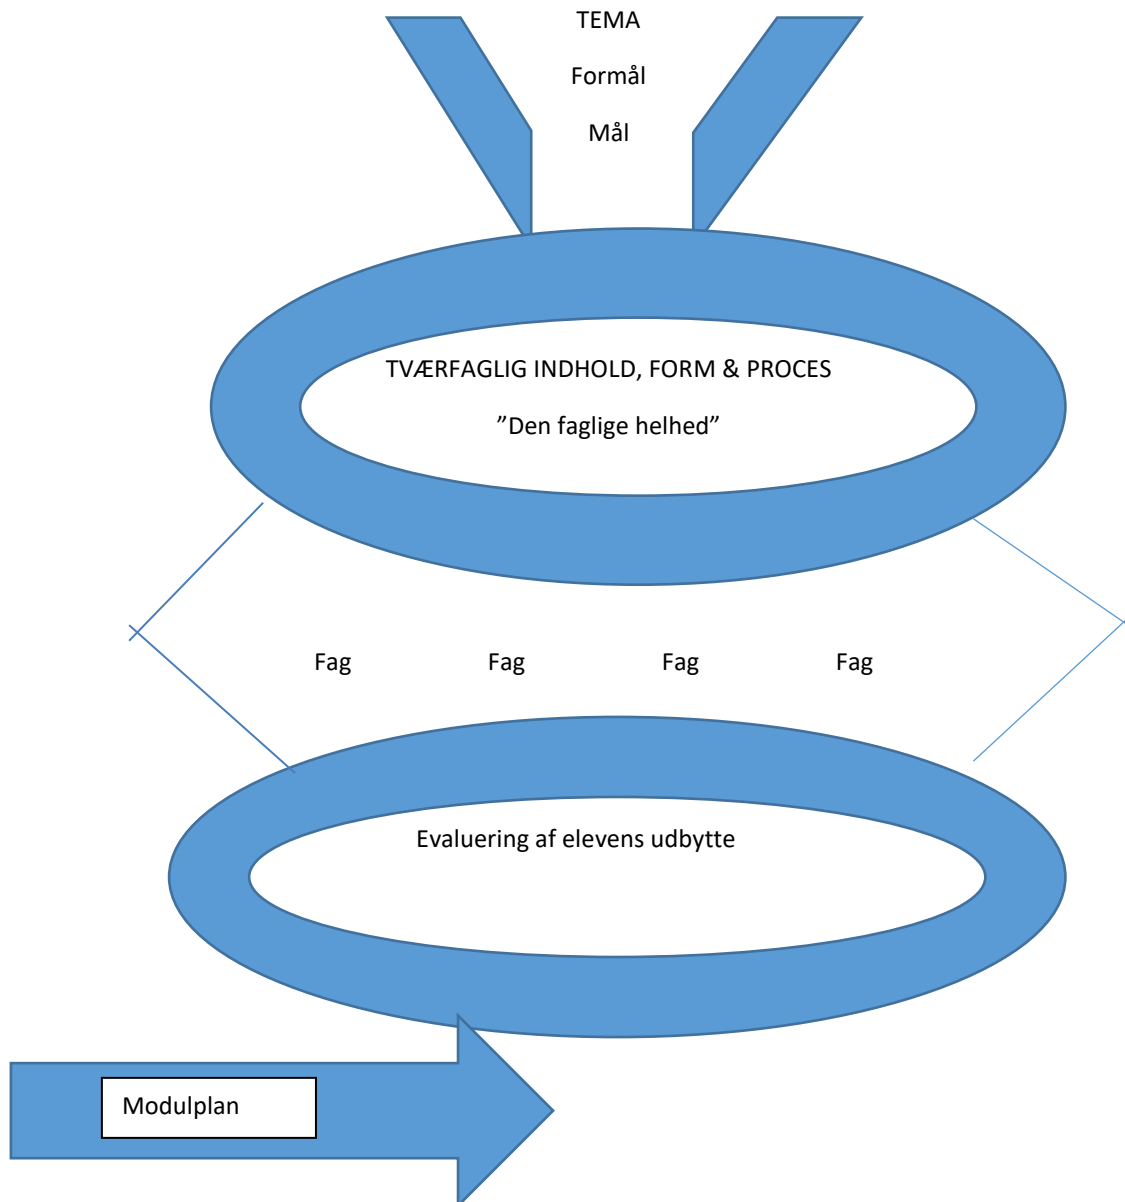 TEMA
Formål
Mål
TVÆRFAGLIG INDHOLD, FORM & PROCES
”Den faglige helhed”
Fag Fag Fag Fag
Evaluering af elevens udbytte
Modulplan